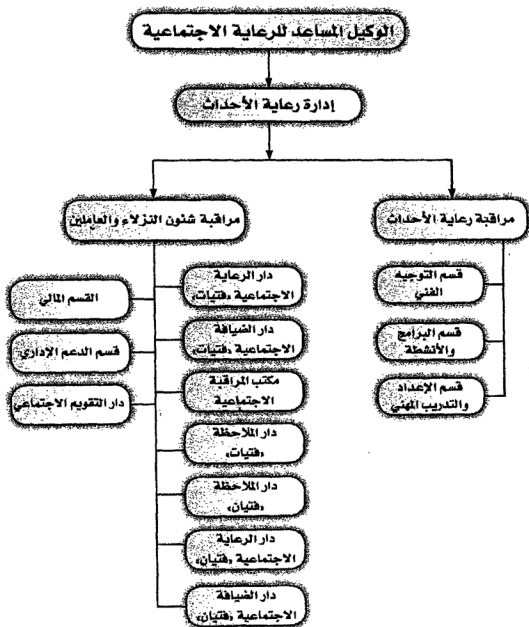 الوكيل المساعد للرعاية الاجتماعية
إدارة رعاية الأحداث
مراقبة رعاية الأحداث
مراقبة شئون النزلاء والعاملين
قسم التوجيه
الفني
قسم البرامج
والأنشطة
قسم الإعداد
والتدريب المهني
دار الرعاية
الاجتماعية «فتيات»
دار الضيافة
الاجتماعية «فتيات»
مكتب المراقبة
الاجتماعية
دار الملاحظة
«فتيات»
دار الملاحظة
«فتيان»
دار الرعاية
الاجتماعية «فتيان»
دار الضيافة
الاجتماعية «فتيان»
القسم المالي
قسم الدعم الإداري
دار التقويم الاجتماعي